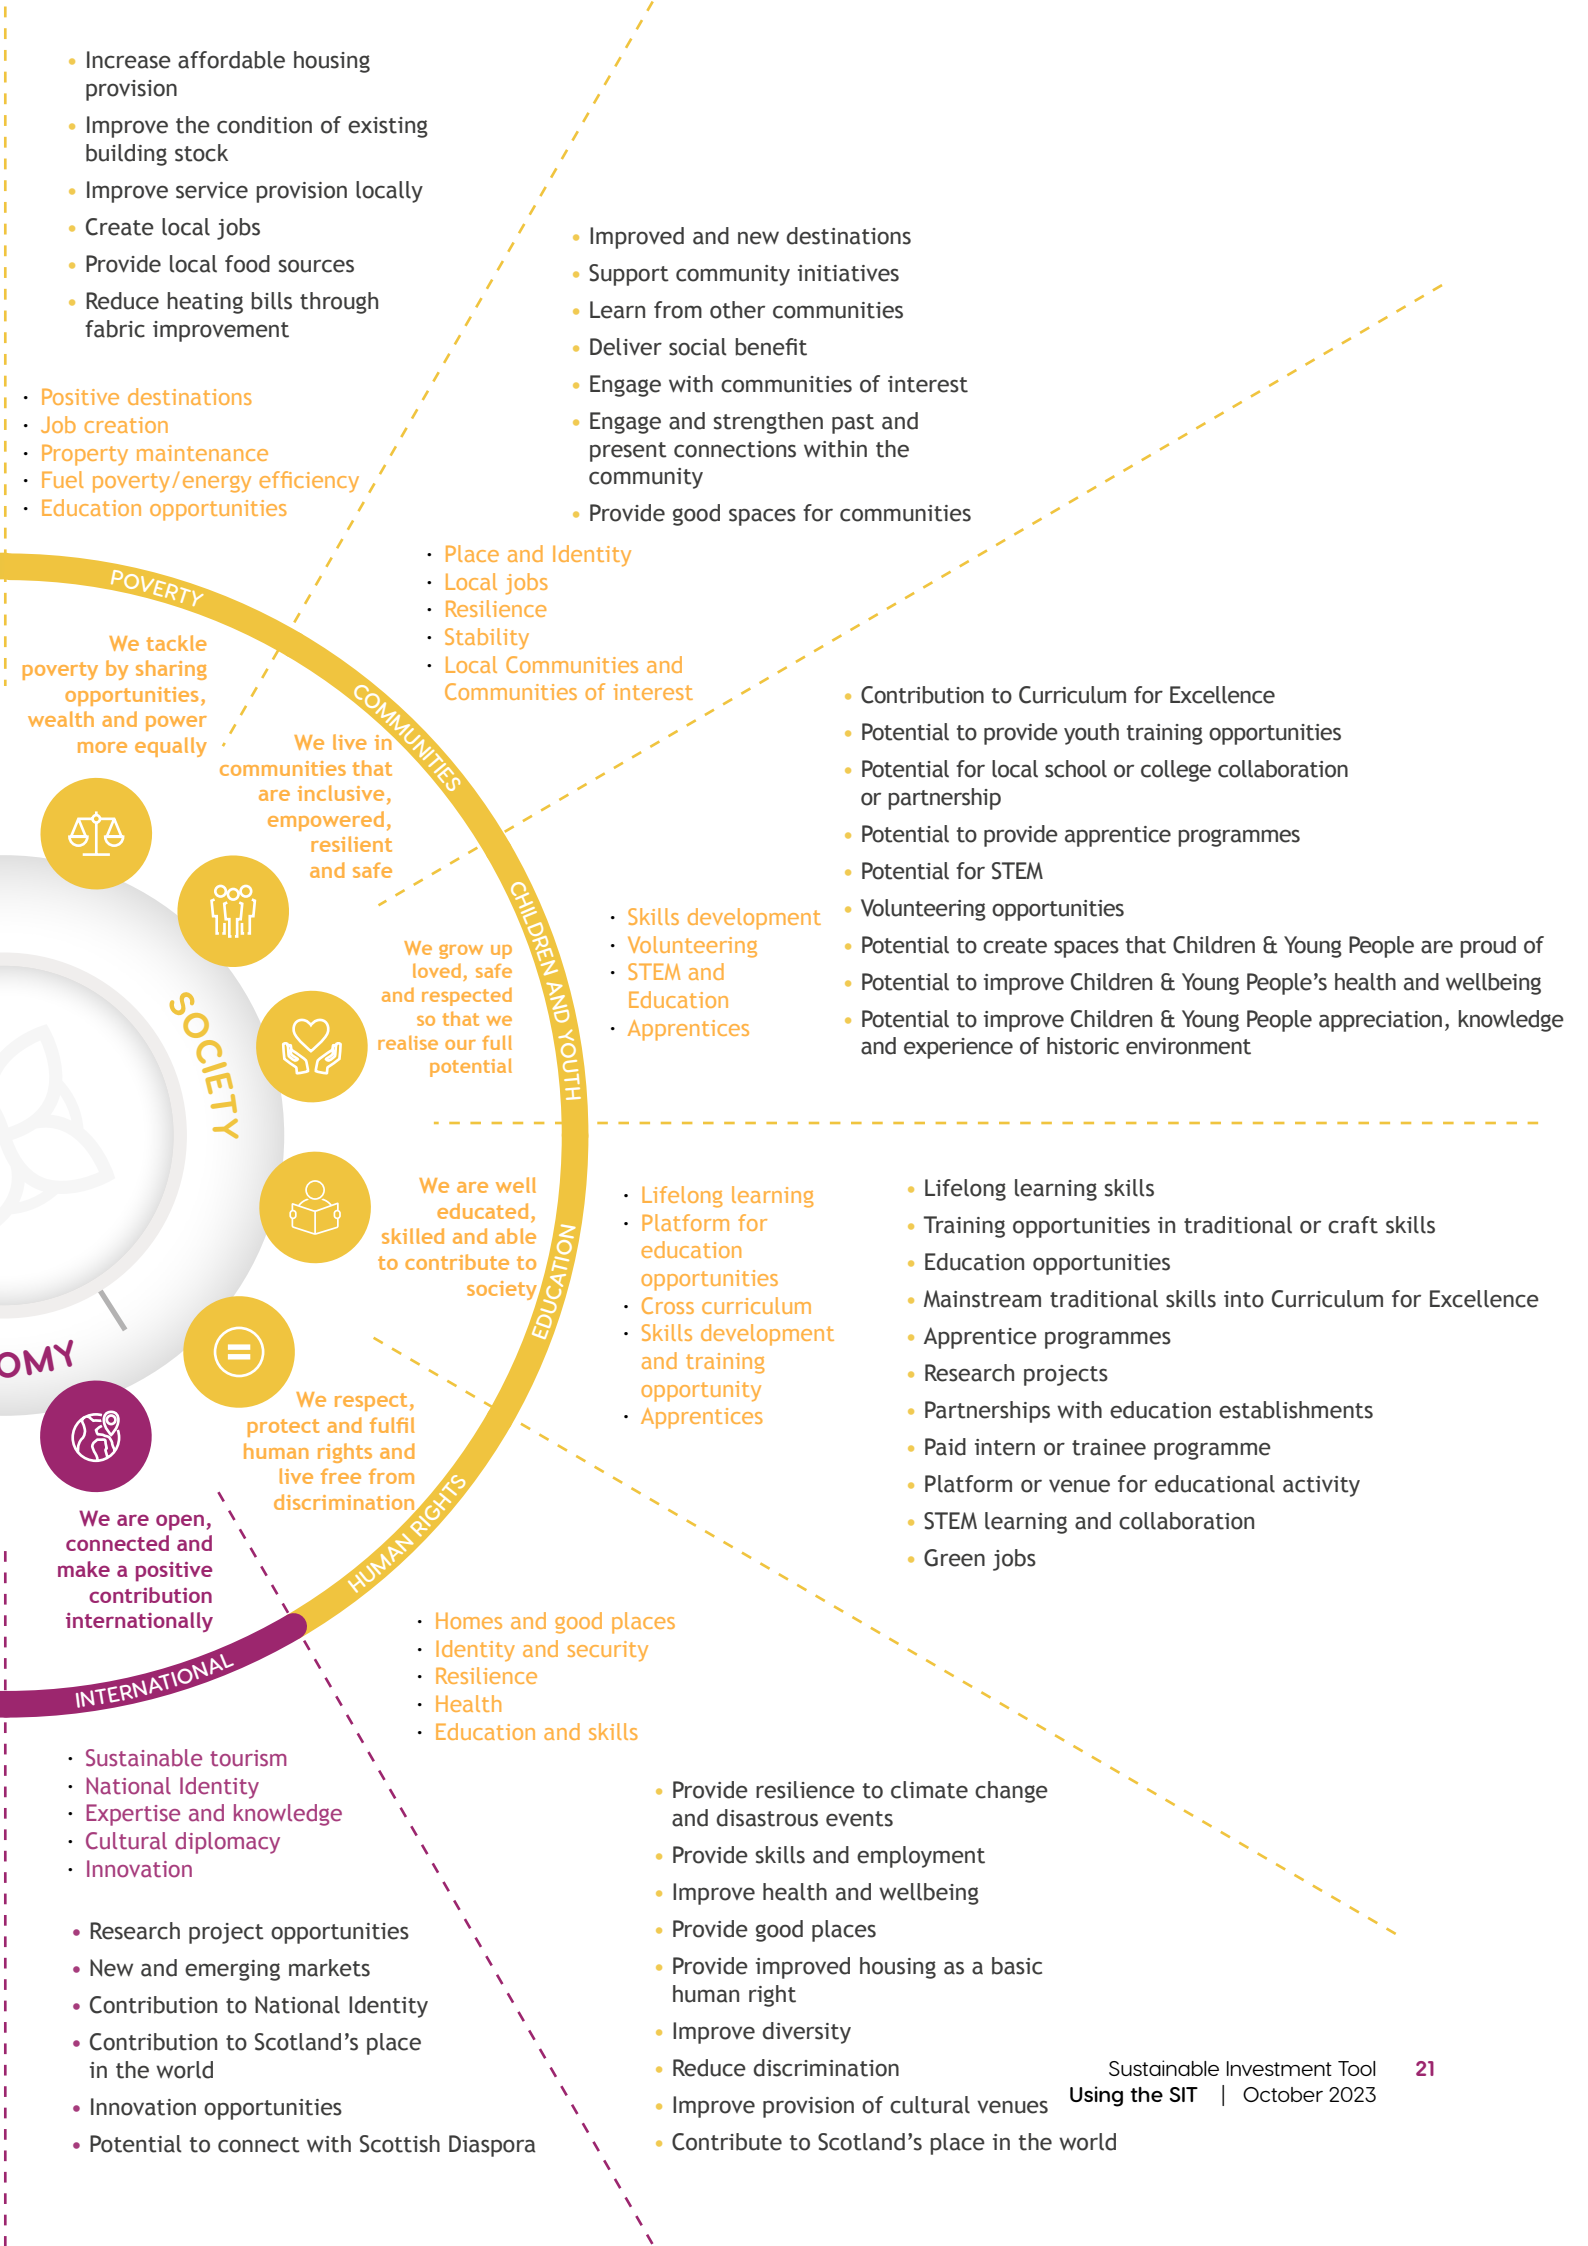 • Increase affordable housing
provision
• Improve the condition of existing
building stock
• Improve service provision locally
• Create local jobs
• Provide local food sources
• Reduce heating bills through
fabric improvement
· Positive destinations
· Job creation
· Property maintenance
· Fuel poverty/energy efficiency
· Education opportunities
POVERTY
We tackle
poverty by sharing
opportunities,
wealth and power
more equally
• Improved and new destinations
• Support community initiatives
• Learn from other communities
• Deliver social benefit
• Engage with communities of interest
• Engage and strengthen past and
present connections within the
community
• Provide good spaces for communities
· Place and Identity
· Local jobs
· Resilience
· Stability
· Local Communities and
Communities of interest
COMMUNITIES
We live in
communities that
are inclusive,
empowered,
resilient
and safe
• Contribution to Curriculum for Excellence
• Potential to provide youth training opportunities
• Potential for local school or college collaboration
or partnership
• Potential to provide apprentice programmes
• Potential for STEM
• Volunteering opportunities
• Potential to create spaces that Children & Young People are proud of
• Potential to improve Children & Young People's health and wellbeing
• Potential to improve Children & Young People appreciation, knowledge
and experience of historic environment
· Skills development
· Volunteering
· STEM and
Education
· Apprentices
CHILDREN AND YOUTH
We grow up
loved, safe
and respected
so that we
realise our full
potential
SOCIETY
We are well
educated,
skilled and able
to contribute to
society
EDUCATION
· Lifelong learning
· Platform for
education
opportunities
· Cross curriculum
· Skills development
and training
opportunity
· Apprentices
• Lifelong learning skills
• Training opportunities in traditional or craft skills
• Education opportunities
• Mainstream traditional skills into Curriculum for Excellence
• Apprentice programmes
• Research projects
• Partnerships with education establishments
• Paid intern or trainee programme
• Platform or venue for educational activity
• STEM learning and collaboration
• Green jobs
OMY
We respect,
protect and fulfil
human rights and
live free from
discrimination
HUMAN RIGHTS
· Homes and good places
· Identity and security
· Resilience
· Health
· Education and skills
• Provide resilience to climate change
and disastrous events
• Provide skills and employment
• Improve health and wellbeing
• Provide good places
• Provide improved housing as a basic
human right
• Improve diversity
• Reduce discrimination
• Improve provision of cultural venues
• Contribute to Scotland's place in the world
We are open,
connected and
make a positive
contribution
internationally
INTERNATIONAL
· Sustainable tourism
· National Identity
· Expertise and knowledge
· Cultural diplomacy
· Innovation
• Research project opportunities
• New and emerging markets
• Contribution to National Identity
• Contribution to Scotland's place
in the world
• Innovation opportunities
• Potential to connect with Scottish Diaspora
Sustainable Investment Tool 21
Using the SIT | October 2023